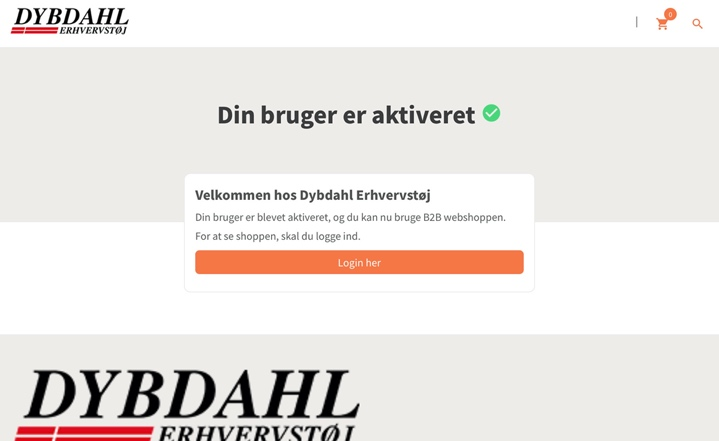 DYBDAHL
ERHVERVSTØJ
0
Din bruger er aktiveret
Velkommen hos Dybdahl Erhvervstøj
Din bruger er blevet aktiveret, og du kan nu bruge B2B webshoppen.
For at se shoppen, skal du logge ind.
Login her
DYBDAHL
ERHVERVSTØJ